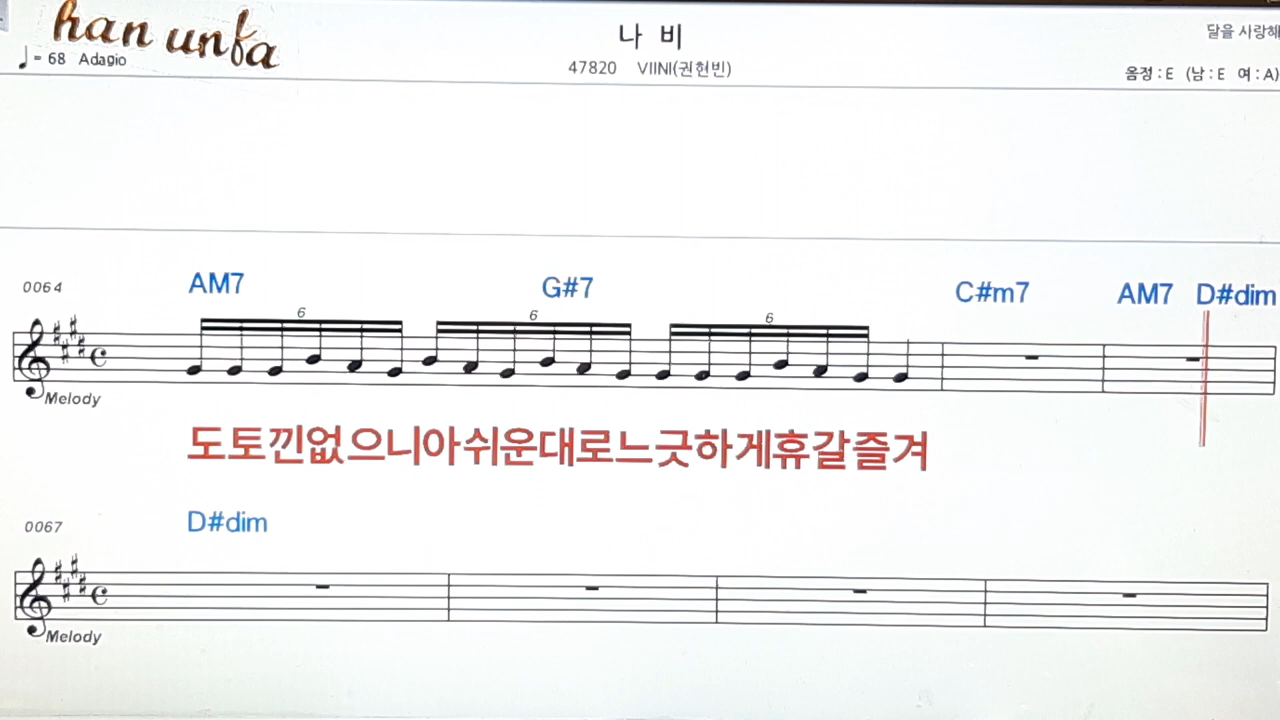 han unfa
나 비
달을 사랑해
♩= 68 Adagio
47820 VIINI(권현빈)
음정 : E (남 : E 여 : A)
0064
AM7 G#7 C#m7 AM7 D#dim
6 6 6
Melody
도토낀없으니아쉬운대로느긋하게휴갈즐겨
0067
D#dim
Melody